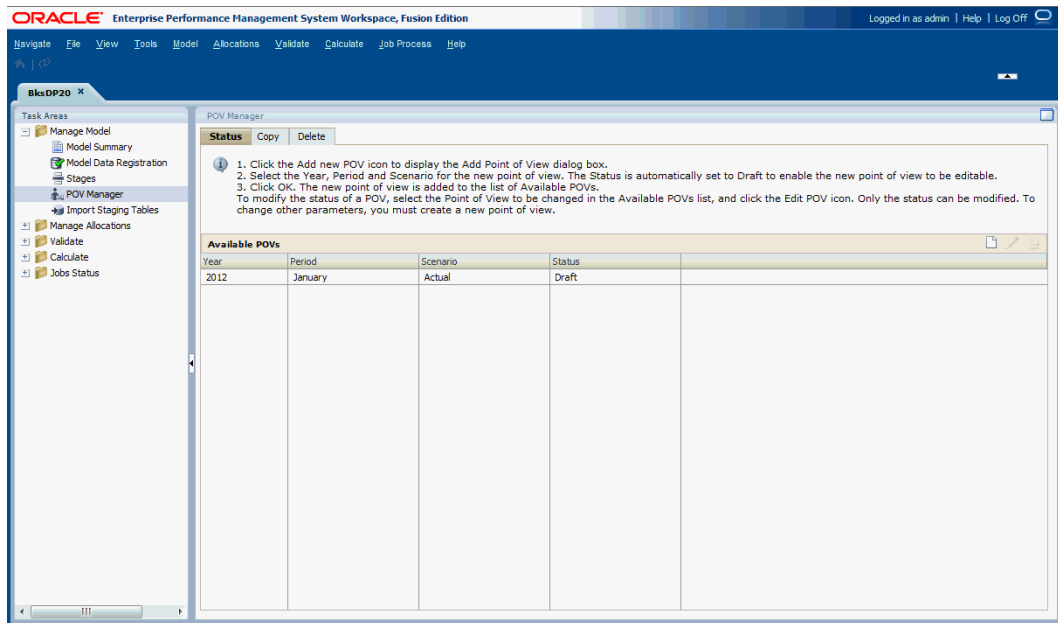 ORACLE® Enterprise Performance Management System Workspace, Fusion Edition
Logged in as admin | Help | Log Off
Navigate File View Tools Model Allocations Validate Calculate Job Process Help
BksDP20 ×
Task Areas
Manage Model
Model Summary
Model Data Registration
Stages
POV Manager
Import Staging Tables
Manage Allocations
Validate
Calculate
Jobs Status
POV Manager
Status Copy Delete
1. Click the Add new POV icon to display the Add Point of View dialog box.
2. Select the Year, Period and Scenario for the new point of view. The Status is automatically set to Draft to enable the new point of view to be editable.
3. Click OK. The new point of view is added to the list of Available POVs.
To modify the status of a POV, select the Point of View to be changed in the Available POVs list, and click the Edit POV icon. Only the status can be modified. To
change other parameters, you must create a new point of view.
Available POVs
Year Period Scenario Status
2012 January Actual Draft